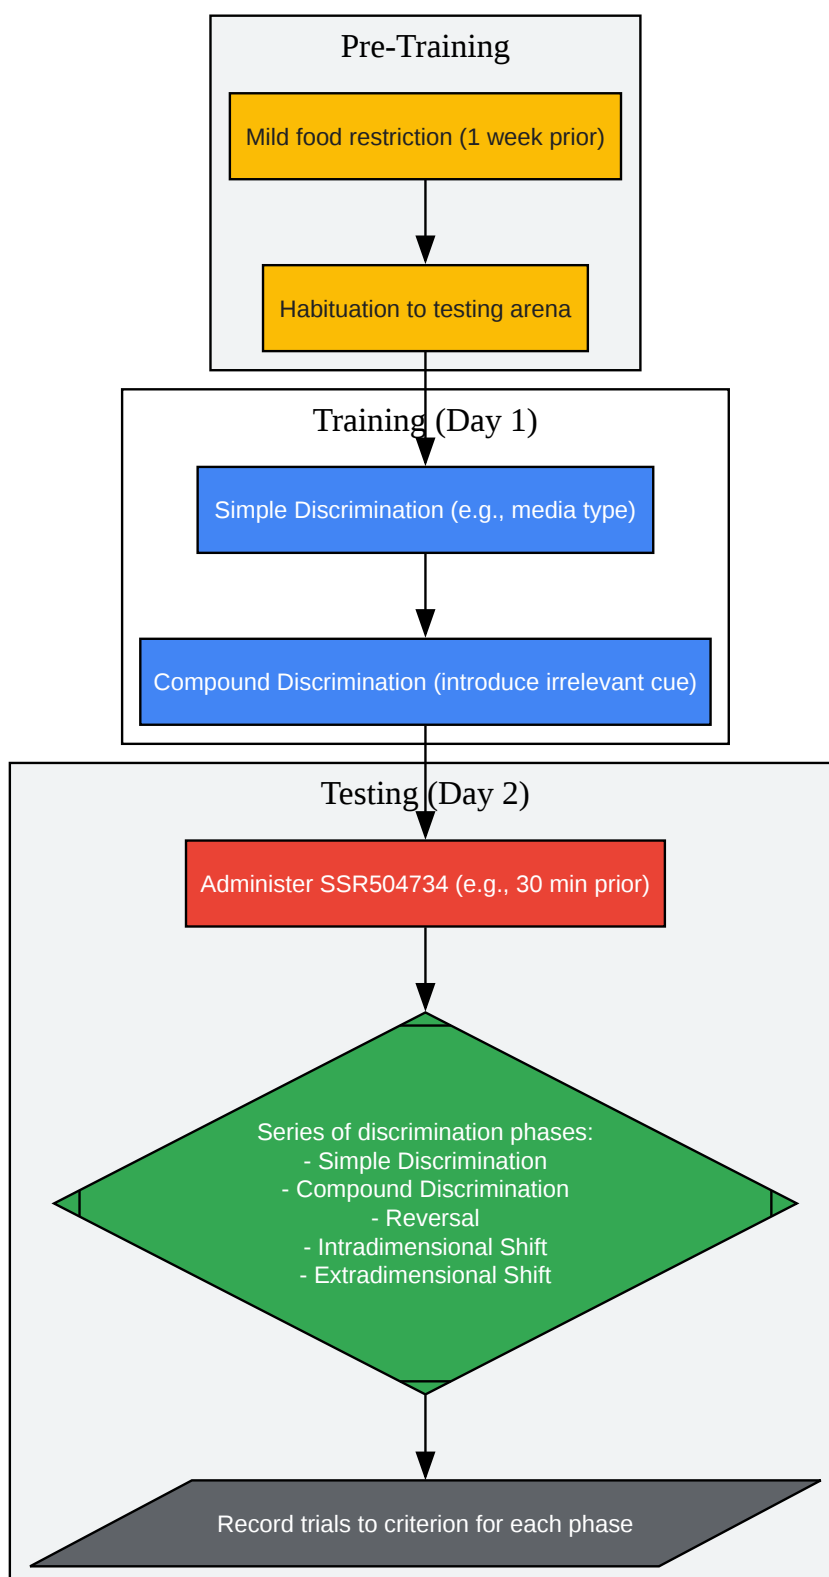 Pre-Training
Mild food restriction (1 week prior)
Habituation to testing arena
Training (Day 1)
Simple Discrimination (e.g., media type)
Compound Discrimination (introduce irrelevant cue)
Testing (Day 2)
Administer SSR504734 (e.g., 30 min prior)
Series of discrimination phases:
- Simple Discrimination
- Compound Discrimination
- Reversal
- Intradimensional Shift
- Extradimensional Shift
Record trials to criterion for each phase